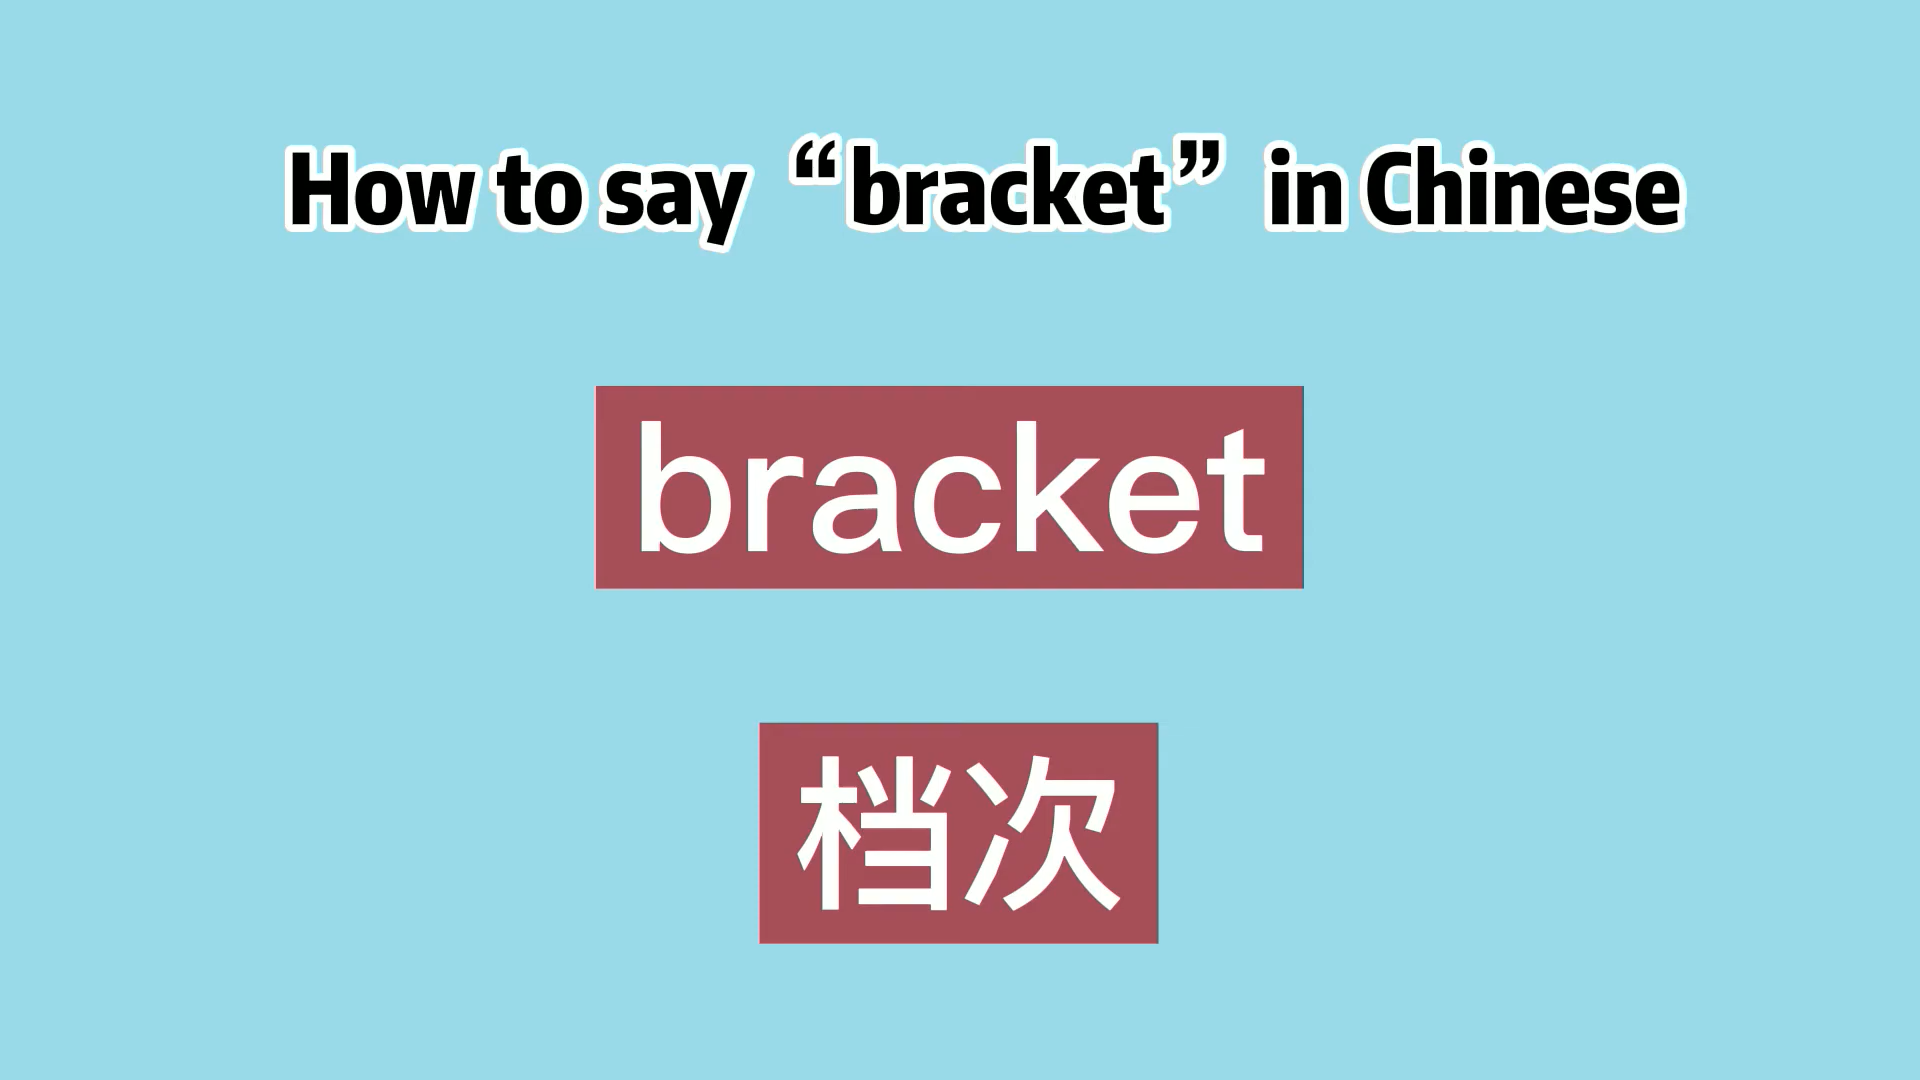 How to say “bracket” in Chinese
bracket
档次